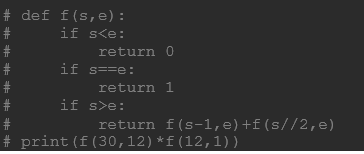 # def f(s,e):
#     if s<e:
#         return 0
#     if s==e:
#         return 1
#     if s>e:
#         return f(s-1,e)+f(s//2,e)
# print(f(30,12)*f(12,1))